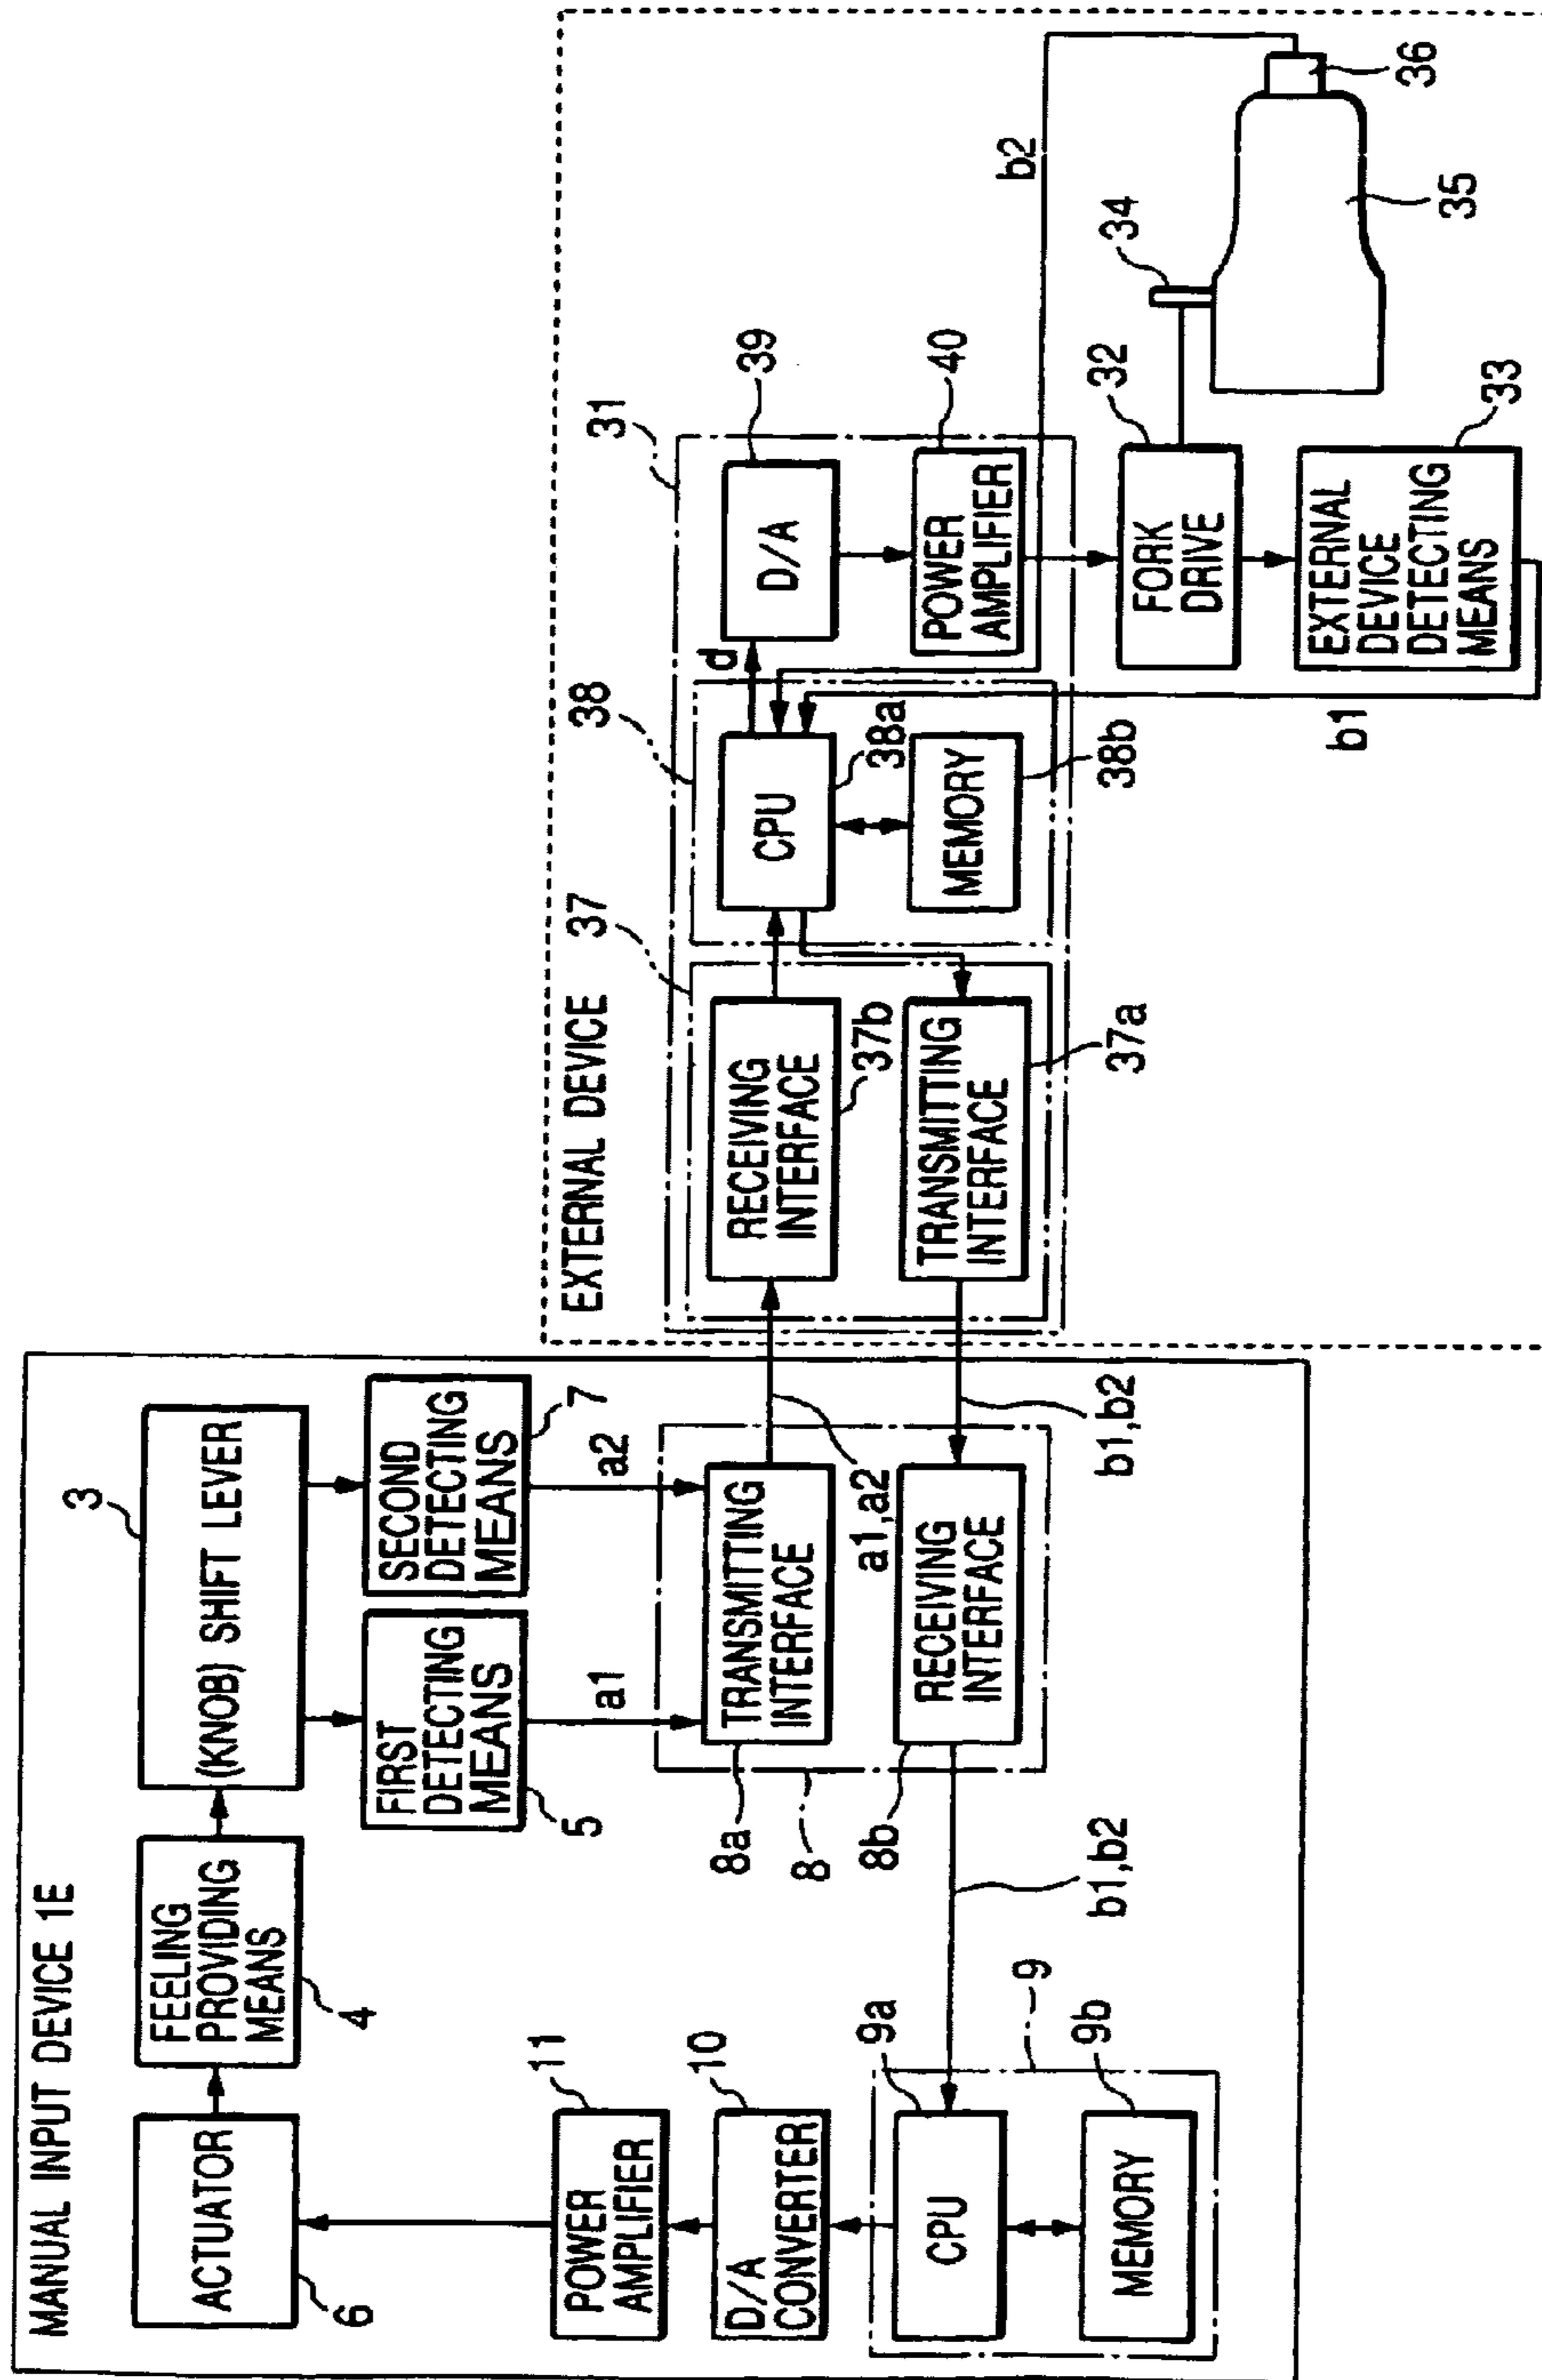 MANUAL INPUT DEVICE 1E
ACTUATOR
6
FEELING
PROVIDING
MEANS
4
3
(KNOB) SHIFT LEVER
FIRST
DETECTING
MEANS
5
SECOND
DETECTING
MEANS
7
a1
a2
11
POWER
AMPLIFIER
10
D/A
CONVERTER
8a
TRANSMITTING
INTERFACE
8
a1,a2
8b
RECEIVING
INTERFACE
b1,b2
b1,b2
9a
9
CPU
9b
MEMORY
EXTERNAL DEVICE
37
RECEIVING
INTERFACE
37b
TRANSMITTING
INTERFACE
37a
38
CPU
38a
MEMORY
38b
d
31
D/A
39
POWER
AMPLIFIER
40
b2
FORK
DRIVE
32
34
35
36
EXTERNAL
DEVICE
DETECTING
MEANS
33
b1